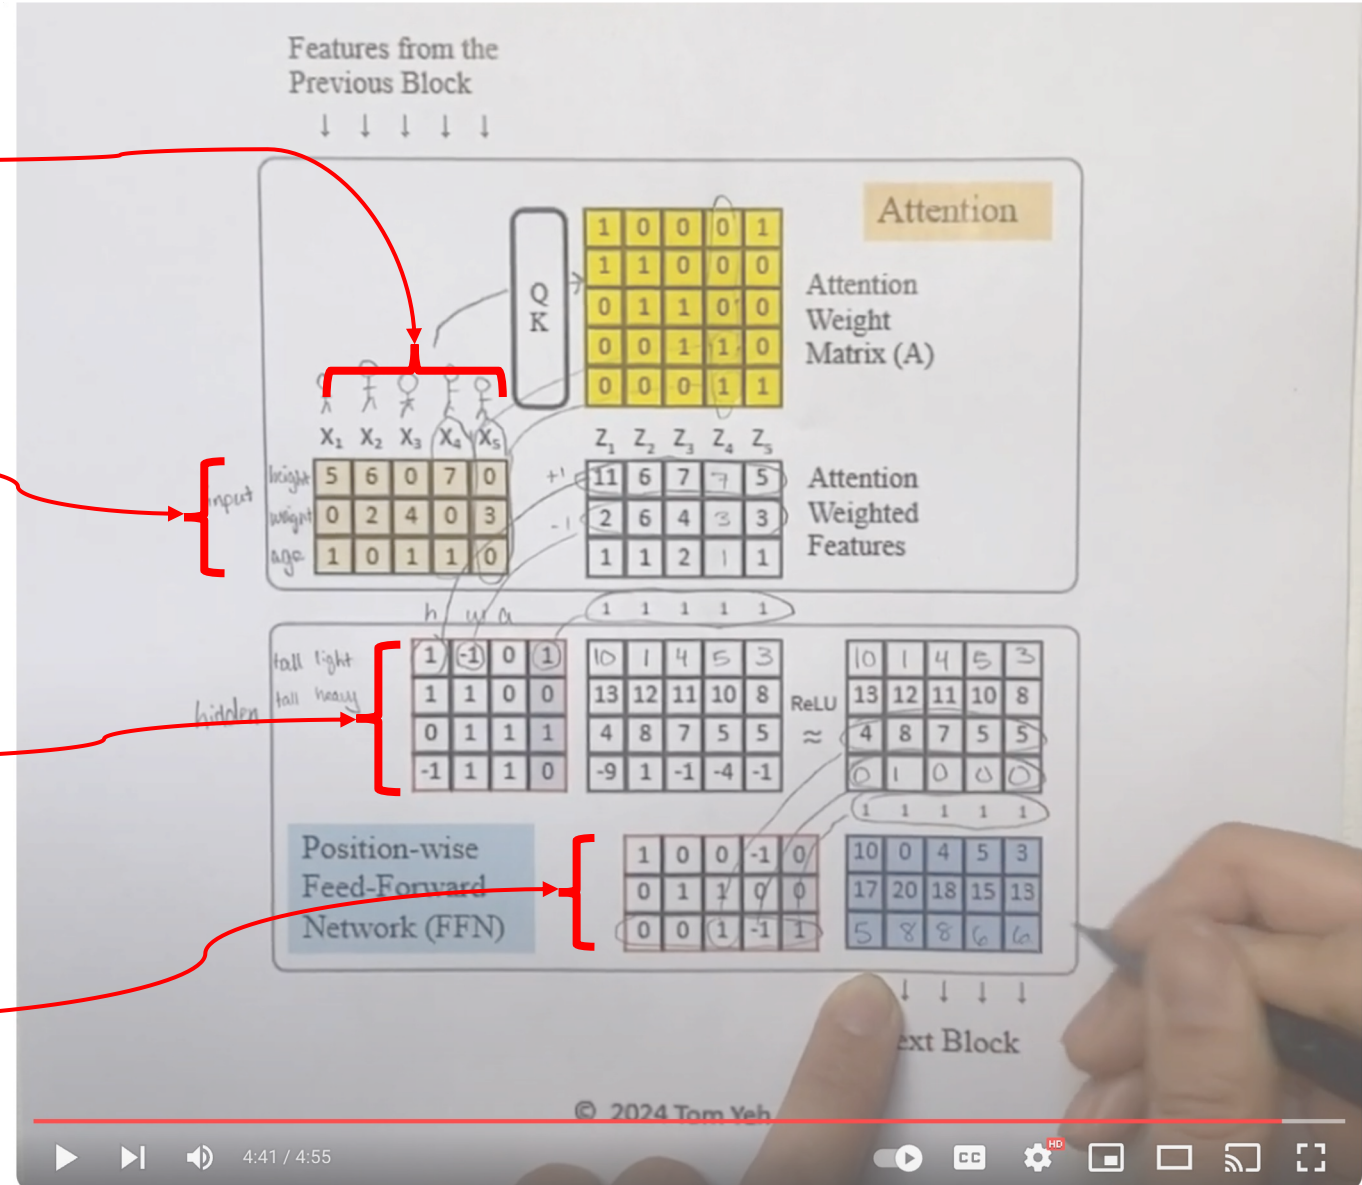 Features from the
Previous Block
↓ ↓ ↓ ↓ ↓
Attention
1 0 0 0 1
1 1 0 0 0
0 1 1 0 0
0 0 1 1 0
0 0 0 1 1
Q
K
Attention
Weight
Matrix (A)
X₁ X₂ X₃ X₄ X₅
Z₁ Z₂ Z₃ Z₄ Z₅
input
height 5 6 0 7 0
weight 0 2 4 0 3
age 1 0 1 1 0
+1 11 6 7 7 5
-1 2 6 4 3 3
1 1 2 1 1
Attention
Weighted
Features
h w a
1 1 1 1 1
hidden
tall light 1 -1 0 1
tall heavy 1 1 0 0
0 1 1 1
-1 1 1 0
10 1 4 5 3
13 12 11 10 8
4 8 7 5 5
-9 1 -1 -4 -1
ReLU
≈
10 1 4 5 3
13 12 11 10 8
4 8 7 5 5
0 1 0 0 0
1 1 1 1 1
Position-wise
Feed-Forward
Network (FFN)
1 0 0 -1 0
0 1 1 0 0
0 0 1 -1 1
10 0 4 5 3
17 20 18 15 13
5 8 8 6 6
↓ ↓ ↓ ↓
ext Block
© 2024 Tom Yeh
4:41 / 4:55
CC
HD